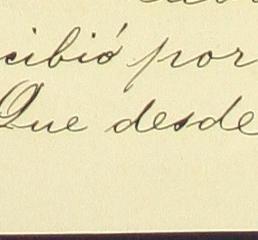 cibió por
Que desde